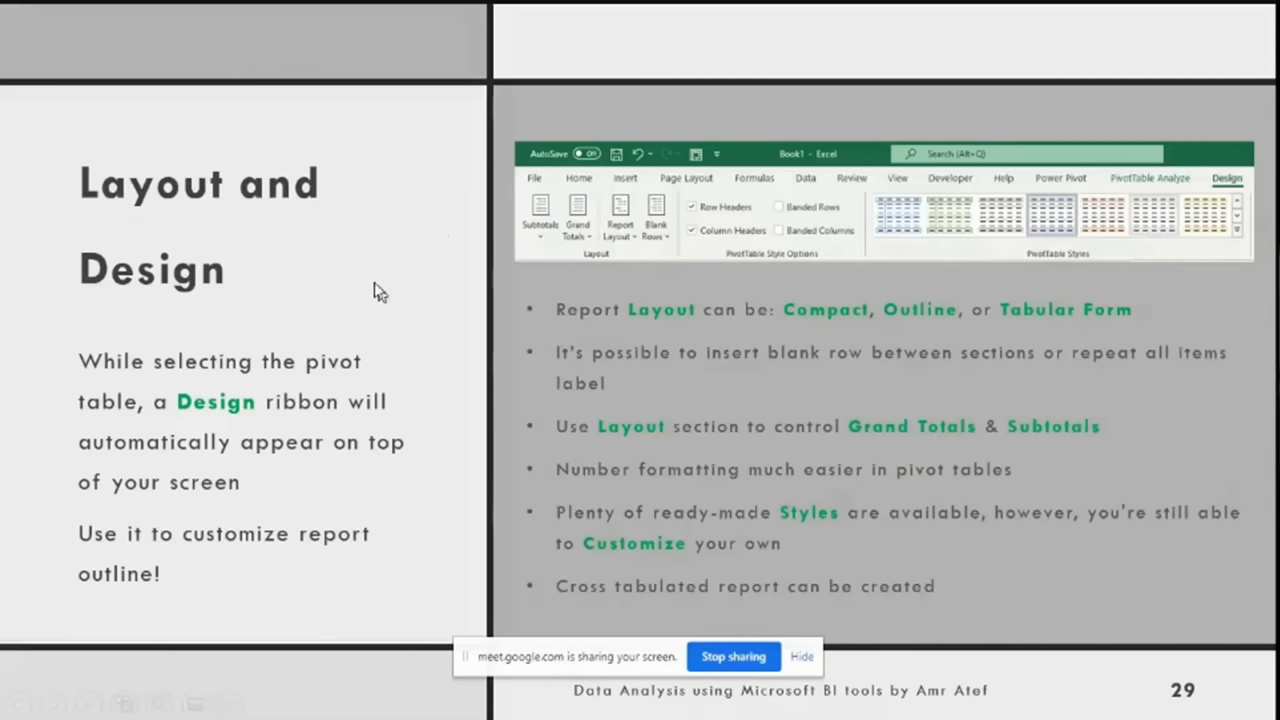 Layout and
Design
While selecting the pivot
table, a Design ribbon will
automatically appear on top
of your screen
Use it to customize report
outline!
AutoSave On Book1 - Excel Search (Alt+Q)
File Home Insert Page Layout Formulas Data Review View Developer Help Power Pivot PivotTable Analyze Design
Subtotals Grand Totals Report Layout Blank Rows
Row Headers Banded Rows
Column Headers Banded Columns
Layout PivotTable Style Options PivotTable Styles
• Report Layout can be: Compact, Outline, or Tabular Form
• It's possible to insert blank row between sections or repeat all items
label
• Use Layout section to control Grand Totals & Subtotals
• Number formatting much easier in pivot tables
• Plenty of ready-made Styles are available, however, you're still able
to Customize your own
• Cross tabulated report can be created
meet.google.com is sharing your screen. Stop sharing Hide
Data Analysis using Microsoft BI tools by Amr Atef 29